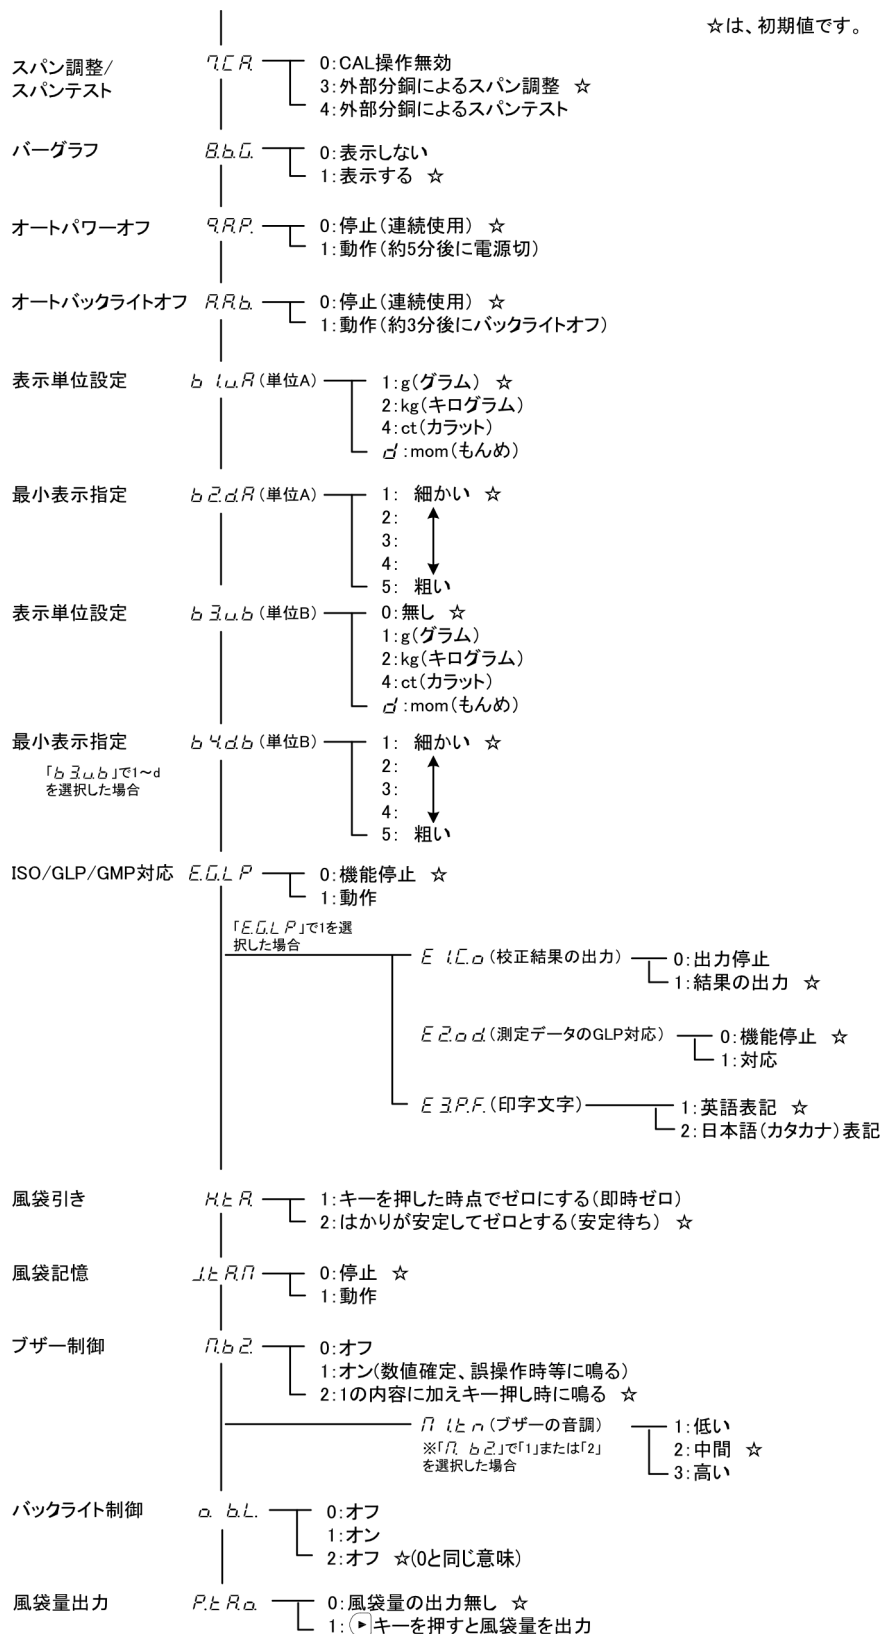 ☆は、初期値です。
スパン調整/
スパンテスト
7.CA.
0:CAL操作無効
3:外部分銅によるスパン調整 ☆
4:外部分銅によるスパンテスト
バーグラフ 8.b.G.
0:表示しない
1:表示する ☆
オートパワーオフ 9.A.P.
0:停止(連続使用) ☆
1:動作(約5分後に電源切)
オートバックライトオフ A.A.b.
0:停止(連続使用) ☆
1:動作(約3分後にバックライトオフ)
表示単位設定 b 1.u.A(単位A)
1:g(グラム) ☆
2:kg(キログラム)
4:ct(カラット)
d:mom(もんめ)
最小表示指定 b 2.d.A(単位A)
1: 細かい ☆
2:
3:
4:
5: 粗い
表示単位設定 b 3.u.b(単位B)
0:無し ☆
1:g(グラム)
2:kg(キログラム)
4:ct(カラット)
d:mom(もんめ)
最小表示指定 b 4.d.b(単位B)
「b 3.u.b」で1~d
を選択した場合
1: 細かい ☆
2:
3:
4:
5: 粗い
ISO/GLP/GMP対応 E.G.L P
0:機能停止 ☆
1:動作
「E.G.L P」で1を選
択した場合
E 1.C.o(校正結果の出力)
0:出力停止
1:結果の出力 ☆
E 2.o d.(測定データのGLP対応)
0:機能停止 ☆
1:対応
E 3.P.F.(印字文字)
1:英語表記 ☆
2:日本語(カタカナ)表記
風袋引き H.t A.
1:キーを押した時点でゼロにする(即時ゼロ)
2:はかりが安定してゼロとする(安定待ち) ☆
風袋記憶 J.t A.M
0:停止 ☆
1:動作
ブザー制御 M.b 2.
0:オフ
1:オン(数値確定、誤操作時等に鳴る)
2:1の内容に加えキー押し時に鳴る ☆
M 1.t n(ブザーの音調)
※「M. b 2.」で「1」または「2」
を選択した場合
1:低い
2:中間 ☆
3:高い
バックライト制御 o. b.L.
0:オフ
1:オン
2:オフ ☆(0と同じ意味)
風袋量出力 P.t A.o.
0:風袋量の出力無し ☆
1:▶キーを押すと風袋量を出力